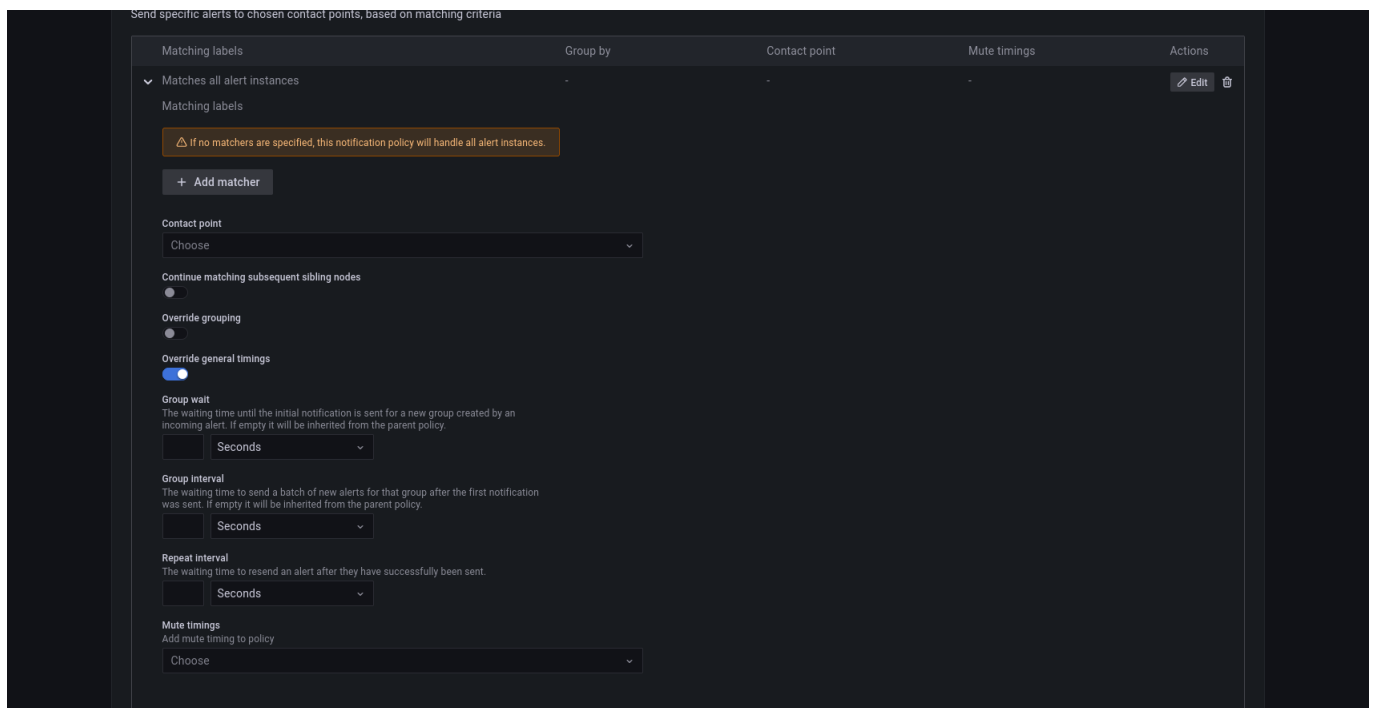 Send specific alerts to chosen contact points, based on matching criteria
Matching labels Group by Contact point Mute timings Actions
Matches all alert instances - - - Edit
Matching labels
If no matchers are specified, this notification policy will handle all alert instances.
+ Add matcher
Contact point
Choose
Continue matching subsequent sibling nodes
Override grouping
Override general timings
Group wait
The waiting time until the initial notification is sent for a new group created by an
incoming alert. If empty it will be inherited from the parent policy.
Seconds
Group interval
The waiting time to send a batch of new alerts for that group after the first notification
was sent. If empty it will be inherited from the parent policy.
Seconds
Repeat interval
The waiting time to resend an alert after they have successfully been sent.
Seconds
Mute timings
Add mute timing to policy
Choose